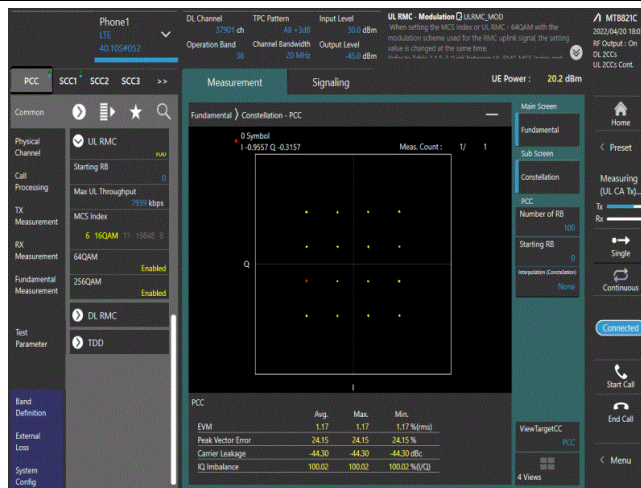 Phone1
LTE
40.105#052
DL Channel
37901 ch
TPC Pattern
All +3dB
Input Level
30.0 dBm
Operation Band
38
Channel Bandwidth
20 MHz
Output Level
-45.0 dBm
UL RMC - Modulation ULRMC_MOD
When setting the MCS Index or UL RMC - 64QAM with the
modulation scheme used for the RMC uplink signal, the setting
value is changed at the same time.
MT8821C
2022/04/20 18:0
RF Output : On
DL 2CCs
UL 2CCs Cont.
PCC
SCC1
SCC2
SCC3
>>
Measurement
Signaling
UE Power : 20.2 dBm
Common
Physical
Channel
Call
Processing
TX
Measurement
RX
Measurement
Fundamental
Measurement
Test
Parameter
Band
Definition
External
Loss
System
Config
UL RMC
100
Starting RB
0
Max UL Throughput
7939 kbps
MCS Index
6 16QAM 11 19848 8
64QAM
Enabled
256QAM
Enabled
DL RMC
TDD
Fundamental ) Constellation - PCC
0 Symbol
I -0.9557 Q -0.3157
Meas. Count : 1/ 1
Q
I
PCC
Avg. Max. Min.
EVM 1.17 1.17 1.17 %(rms)
Peak Vector Error 24.15 24.15 24.15 %
Carrier Leakage -44.30 -44.30 -44.30 dBc
IQ Imbalance 100.02 100.02 100.02 %(I/Q)
Main Screen
Fundamental
Sub Screen
Constellation
PCC
Number of RB
100
Starting RB
0
Interpolation (Constellation)
None
ViewTargetCC
PCC
4 Views
Home
< Preset
Measuring
(UL CA Tx)...
Tx
Rx
Single
Continuous
Connected
Start Call
End Call
< Menu